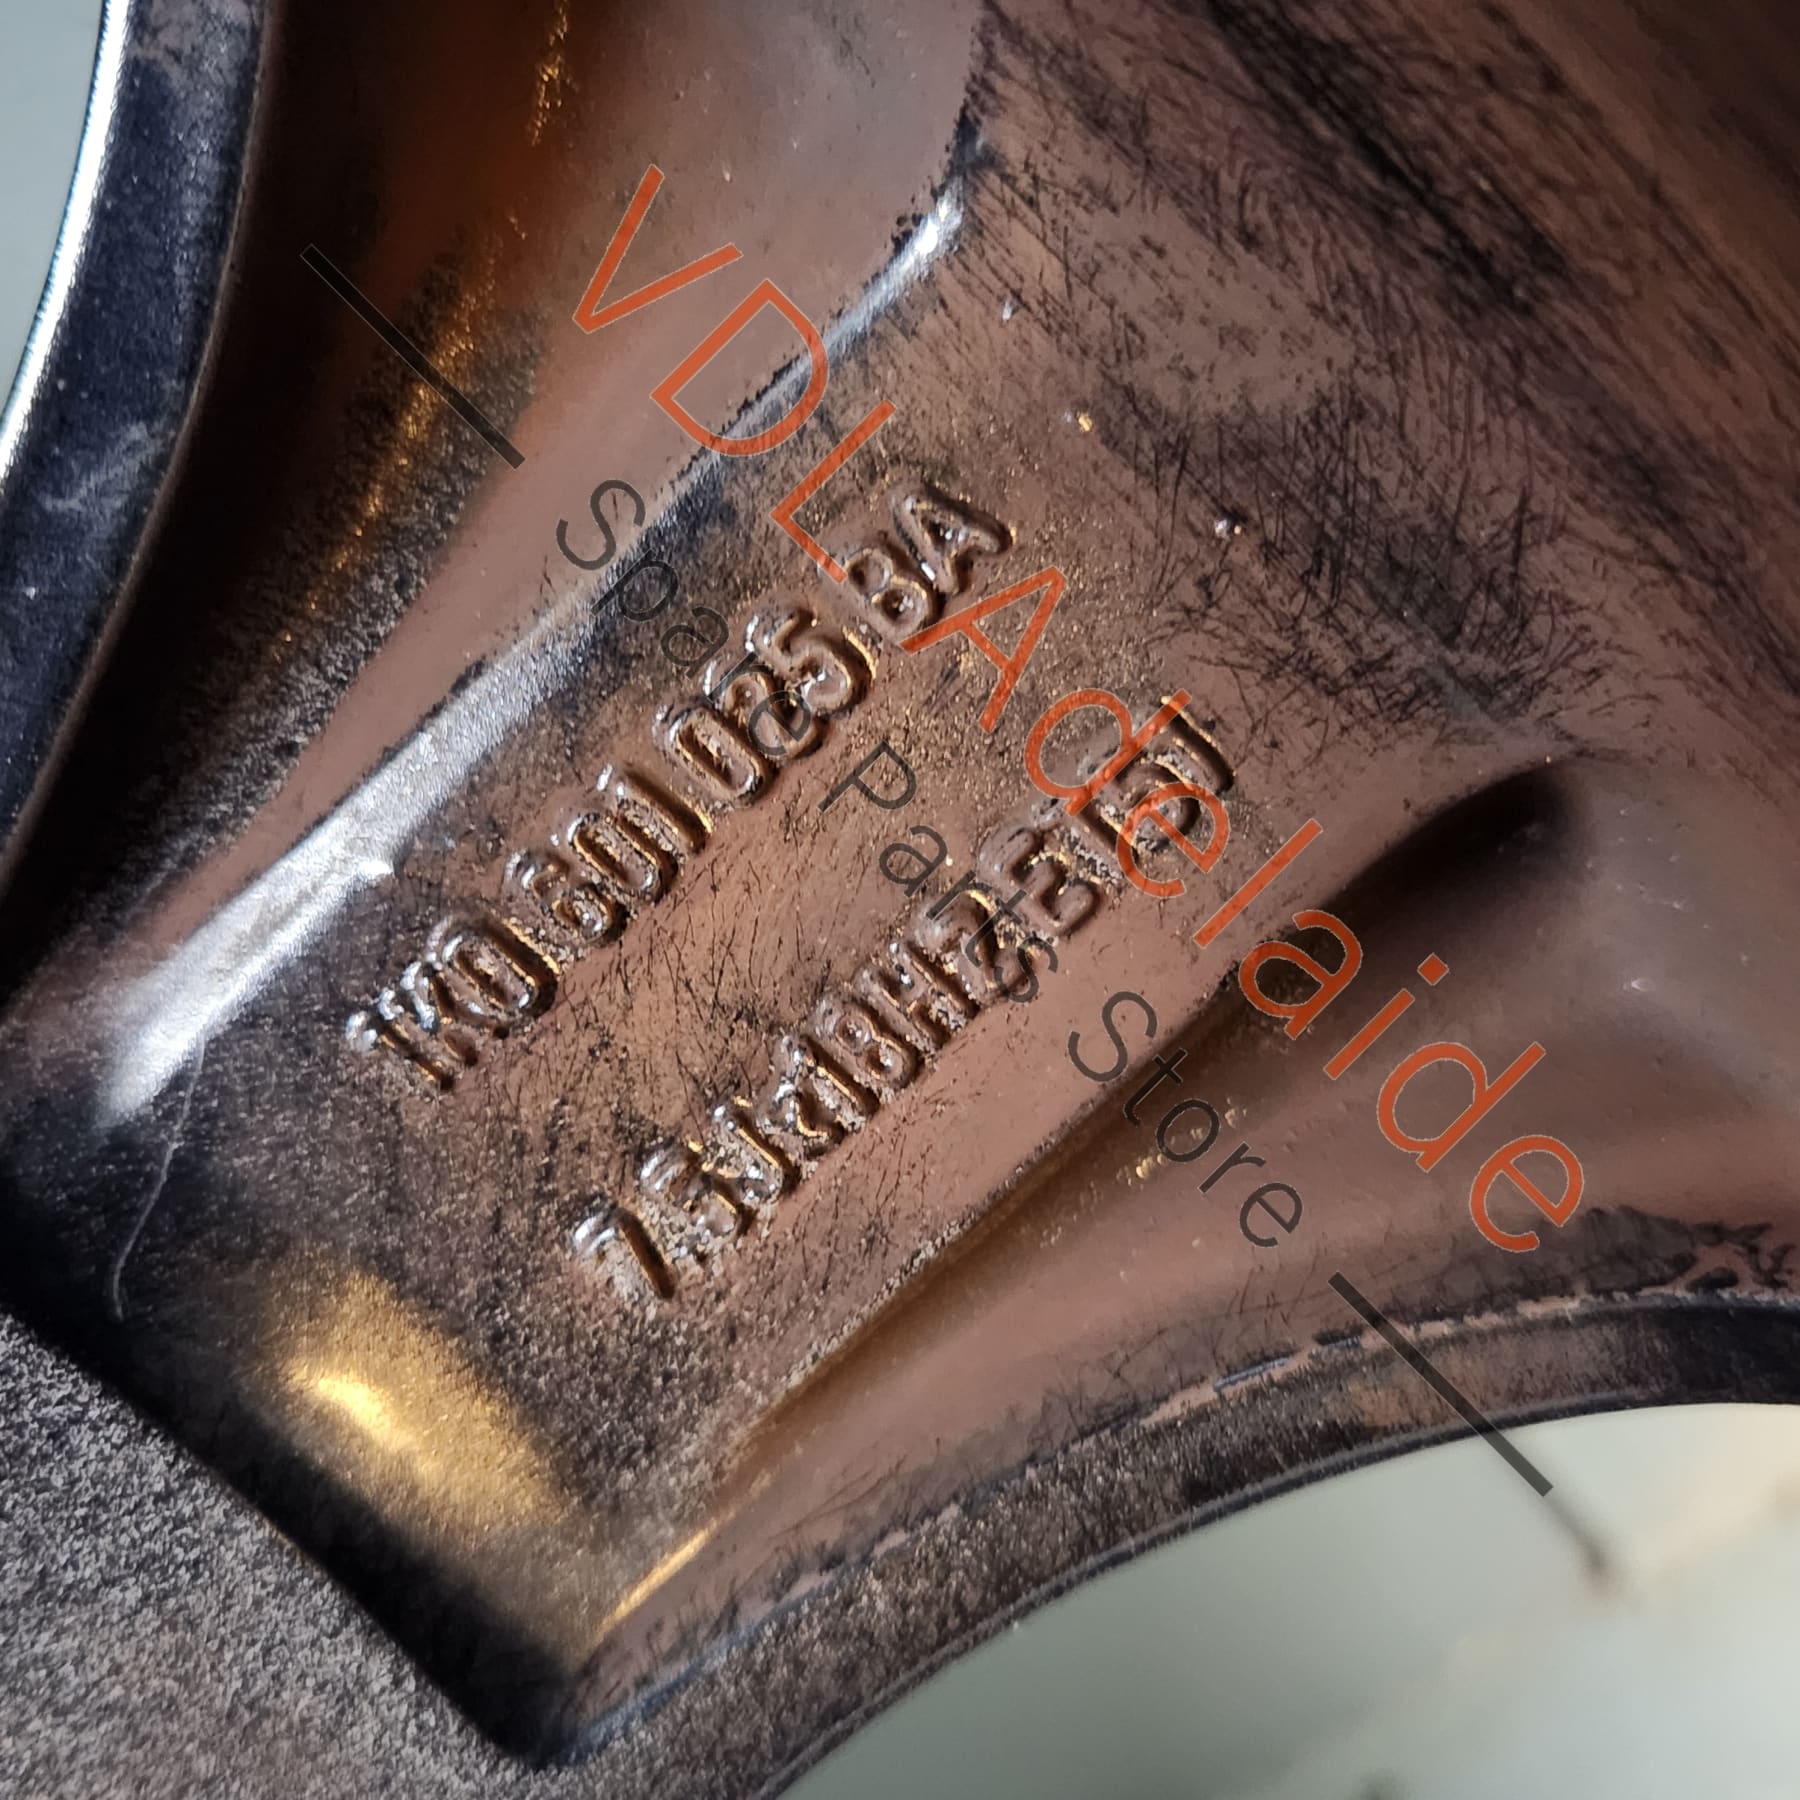 1K0 601 025 BA
7.5Jx18H2 ET51
VDL Adelaide
Spare Parts Store